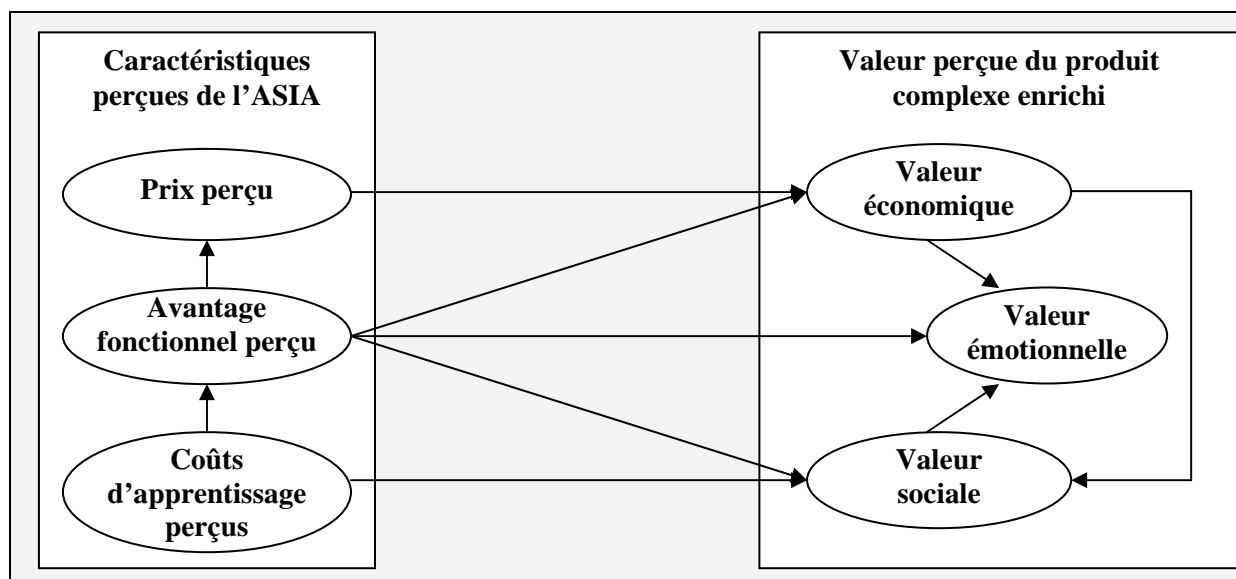 Caractéristiques
perçues de l’ASIA
Prix perçu
Avantage
fonctionnel perçu
Coûts
d’apprentissage
perçus
Valeur perçue du produit
complexe enrichi
Valeur
économique
Valeur
émotionnelle
Valeur
sociale